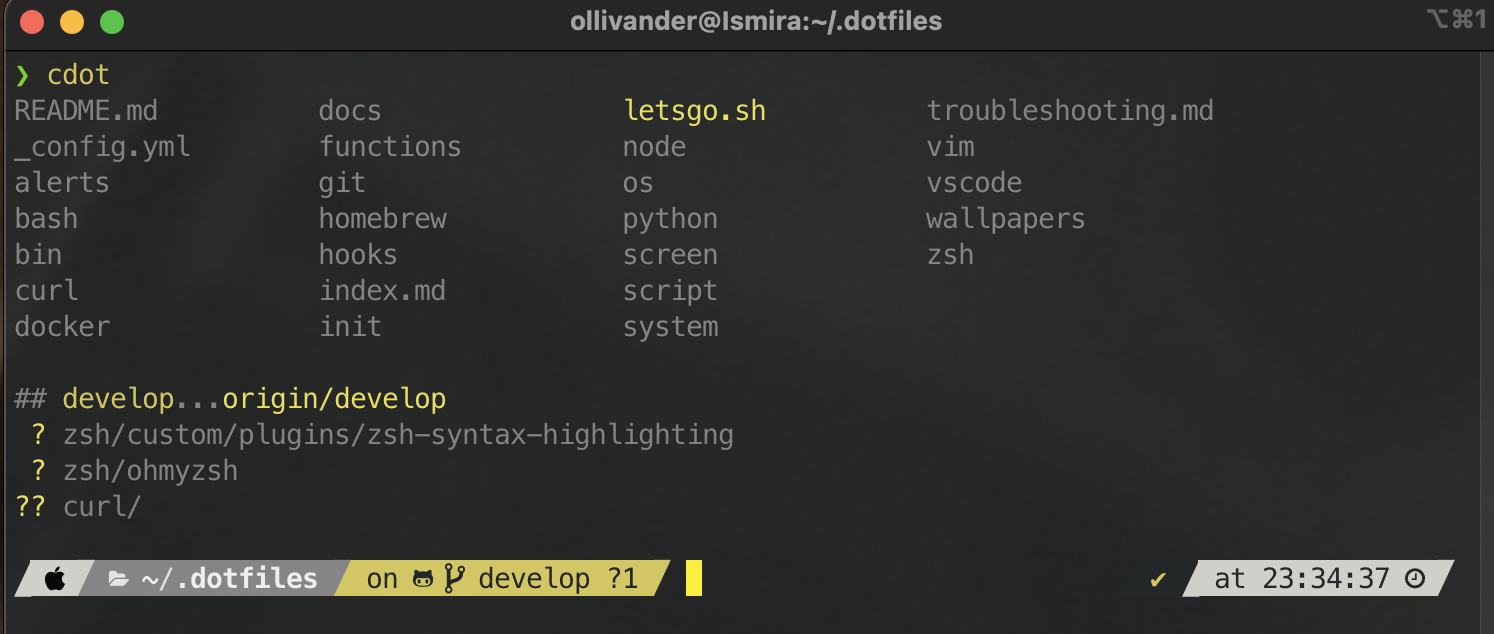 ollivander@Ismira:~/.dotfiles
⌥⌘1
❯ cdot
README.md docs letsgo.sh troubleshooting.md
_config.yml functions node vim
alerts git os vscode
bash homebrew python wallpapers
bin hooks screen zsh
curl index.md script
docker init system
## develop...origin/develop
 ? zsh/custom/plugins/zsh-syntax-highlighting
 ? zsh/ohmyzsh
?? curl/
~/.dotfiles on develop ?1 ✔ at 23:34:37